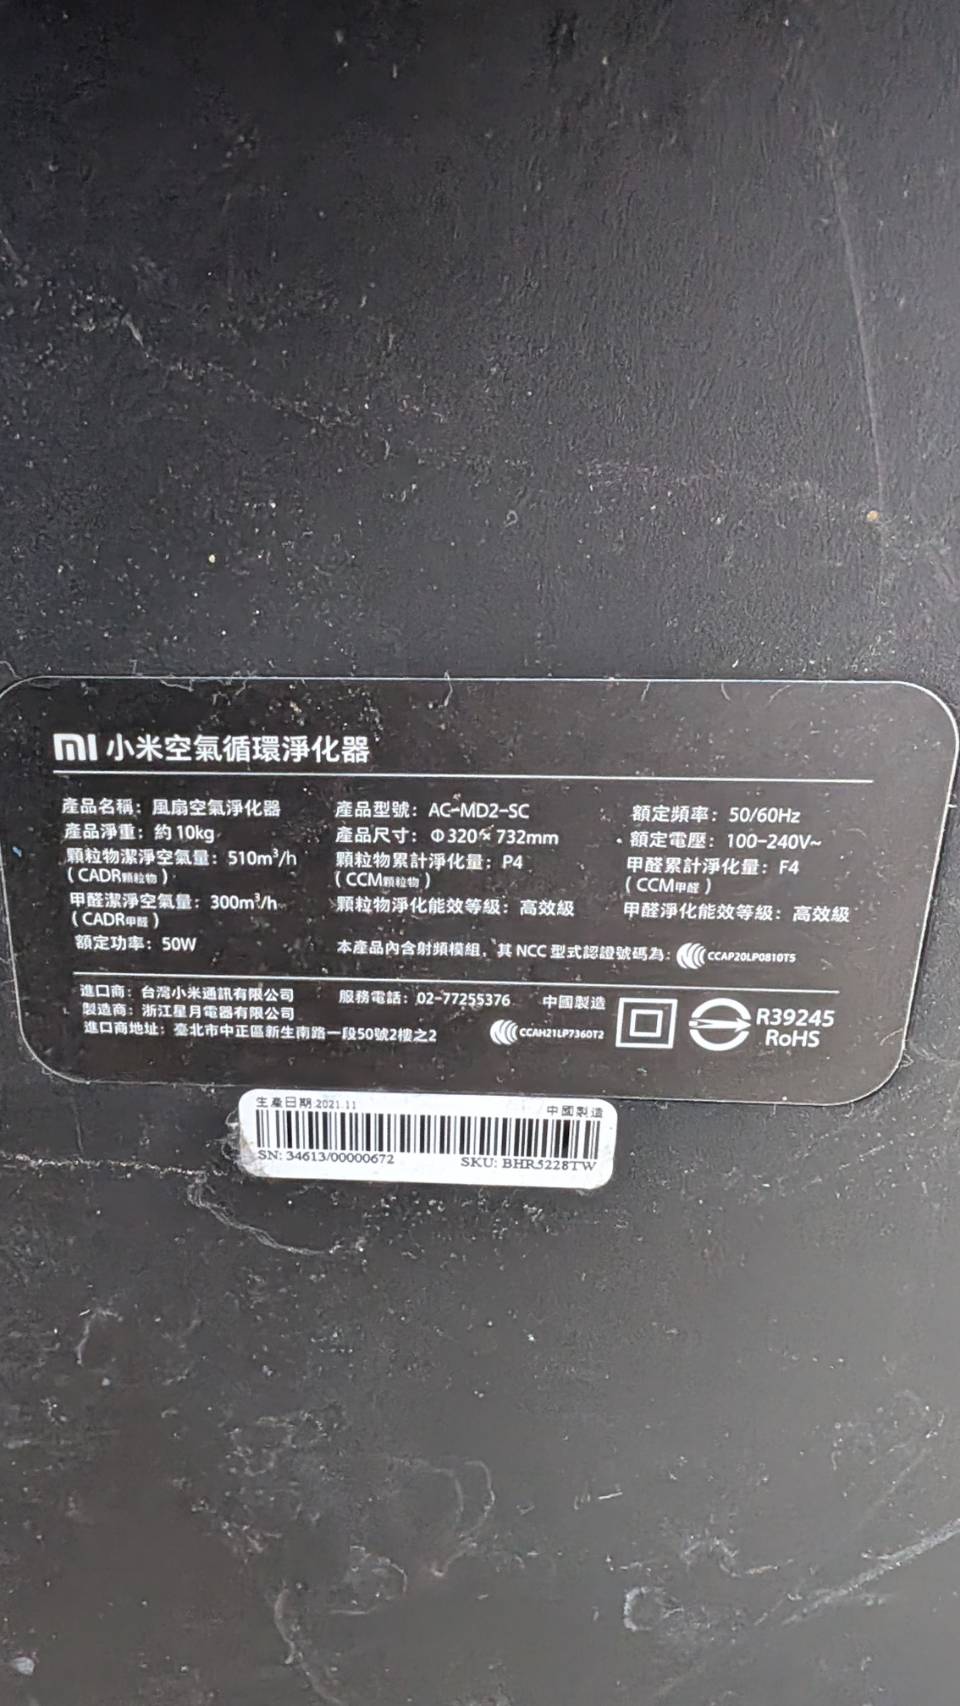 mi 小米空氣循環淨化器
產品名稱：風扇空氣淨化器 產品型號：AC-MD2-SC 額定頻率：50/60Hz
產品淨重：約10kg 產品尺寸：Φ320×732mm 額定電壓：100-240V~
顆粒物潔淨空氣量：510m³/h 顆粒物累計淨化量：P4 甲醛累計淨化量：F4
(CADR顆粒物) (CCM顆粒物) (CCM甲醛)
甲醛潔淨空氣量：300m³/h 顆粒物淨化能效等級：高效級 甲醛淨化能效等級：高效級
(CADR甲醛)
額定功率：50W 本產品內含射頻模組，其 NCC 型式認證號碼為：CCAP20LP0810T5
進口商：台灣小米通訊有限公司 服務電話：02-77255376 中國製造
製造商：浙江星月電器有限公司
進口商地址：臺北市中正區新生南路一段50號2樓之2 CCAH21LP7360T2
R39245
RoHS
生產日期 2021.11 中國製造
SN: 34613/00000672 SKU: BHR5228TW